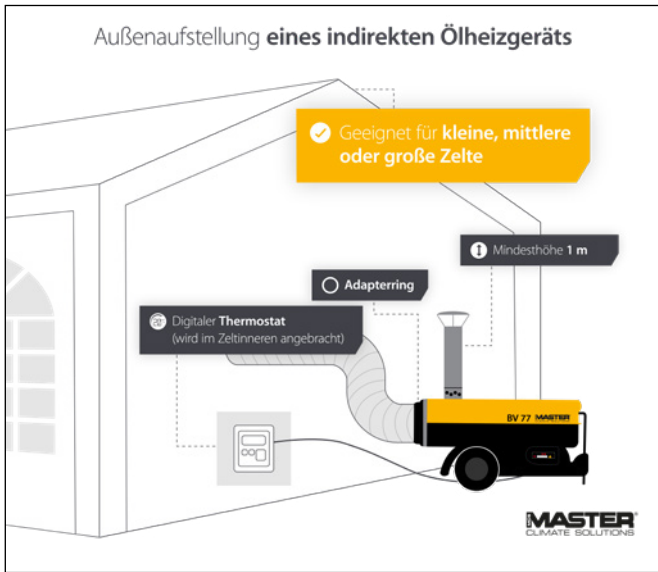 Außenaufstellung eines indirekten Ölheizgeräts
Geeignet für kleine, mittlere
oder große Zelte
Mindesthöhe 1 m
Adapterring
Digitaler Thermostat
(wird im Zeltinneren angebracht)
BV 77 MASTER
MASTER
CLIMATE SOLUTIONS